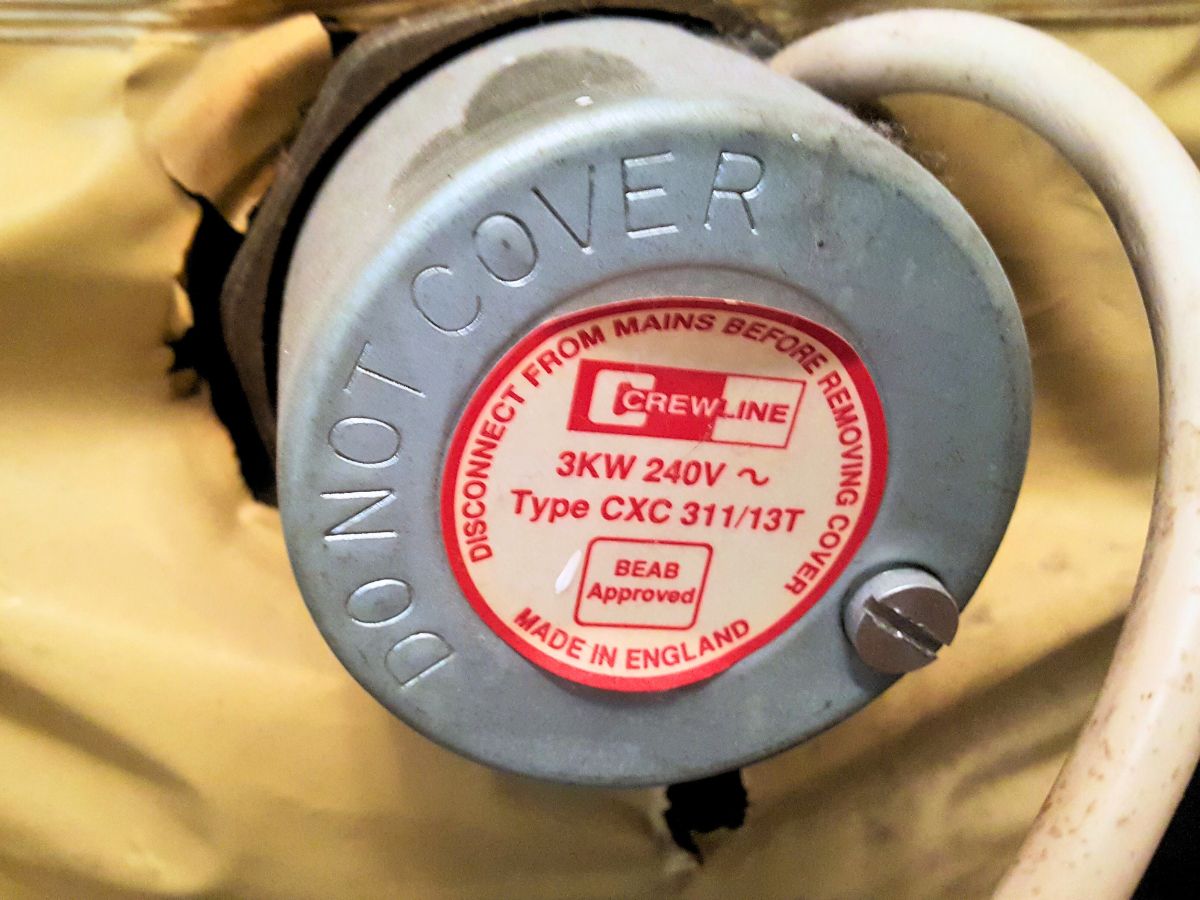 DO NOT COVER
DISCONNECT FROM MAINS BEFORE REMOVING COVER
CREWLINE
3KW 240V ~
Type CXC 311/13T
BEAB
Approved
MADE IN ENGLAND